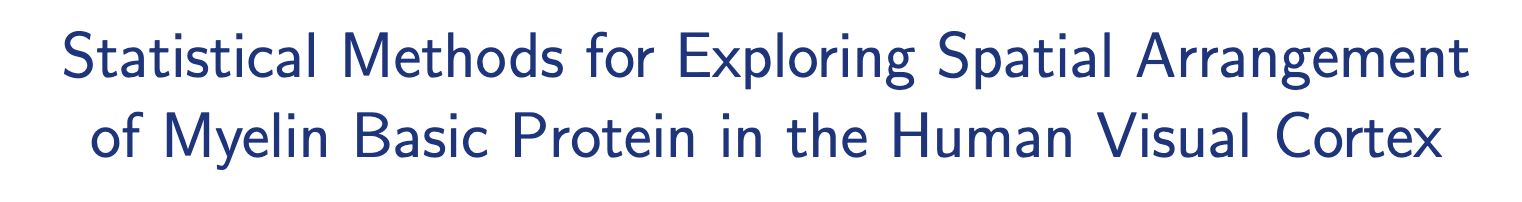 Statistical Methods for Exploring Spatial Arrangement
of Myelin Basic Protein in the Human Visual Cortex